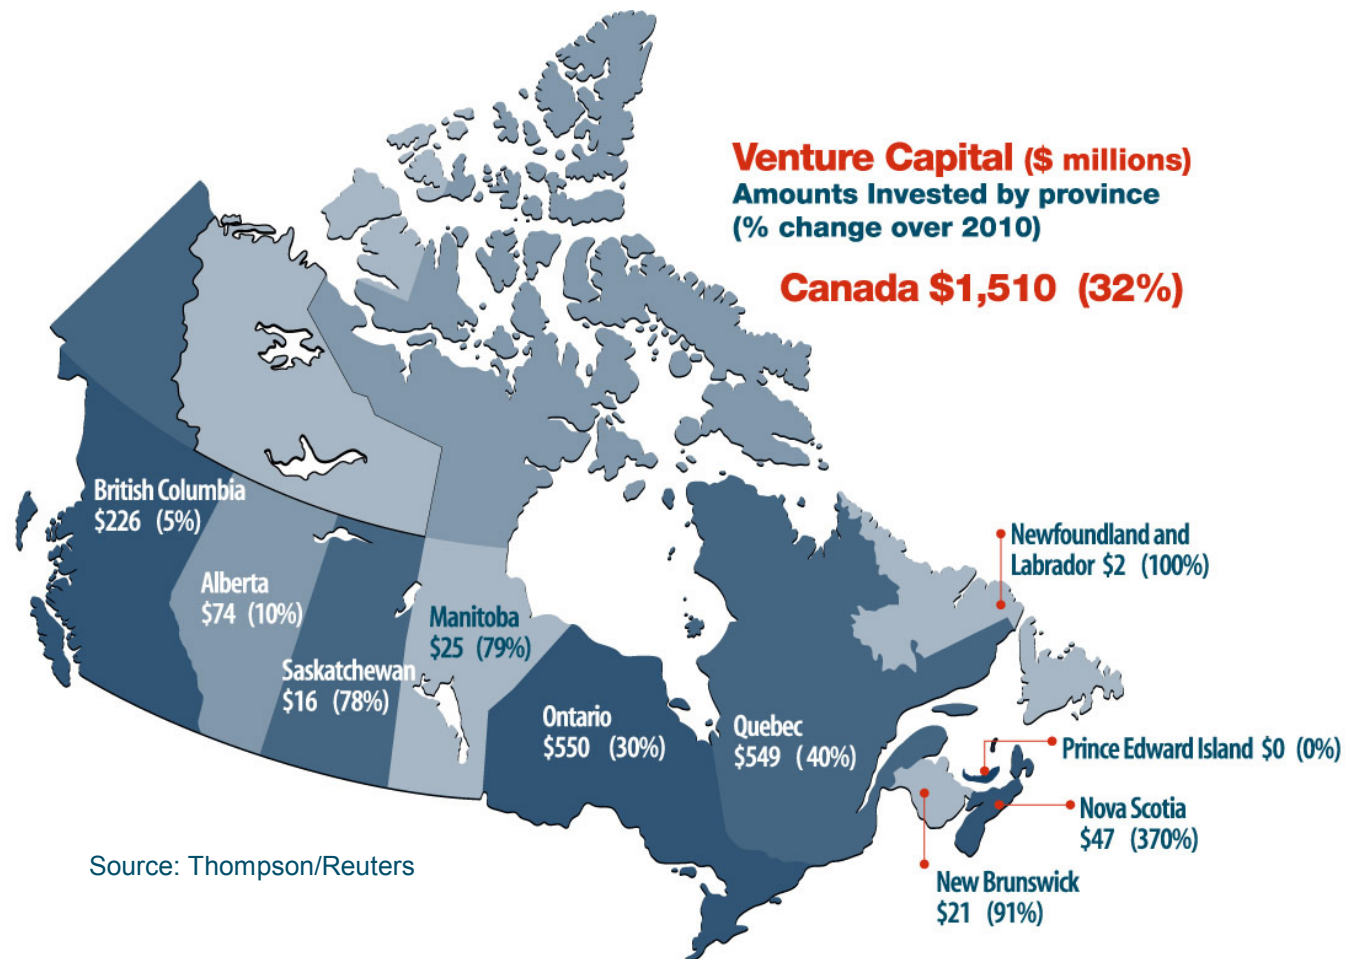 Venture Capital ($ millions)
Amounts Invested by province
(% change over 2010)
Canada $1,510 (32%)
British Columbia
$226 (5%)
Alberta
$74 (10%)
Saskatchewan
$16 (78%)
Manitoba
$25 (79%)
Ontario
$550 (30%)
Quebec
$549 ( 40%)
Newfoundland and
Labrador $2 (100%)
Prince Edward Island $0 (0%)
Nova Scotia
$47 (370%)
New Brunswick
$21 (91%)
Source: Thompson/Reuters